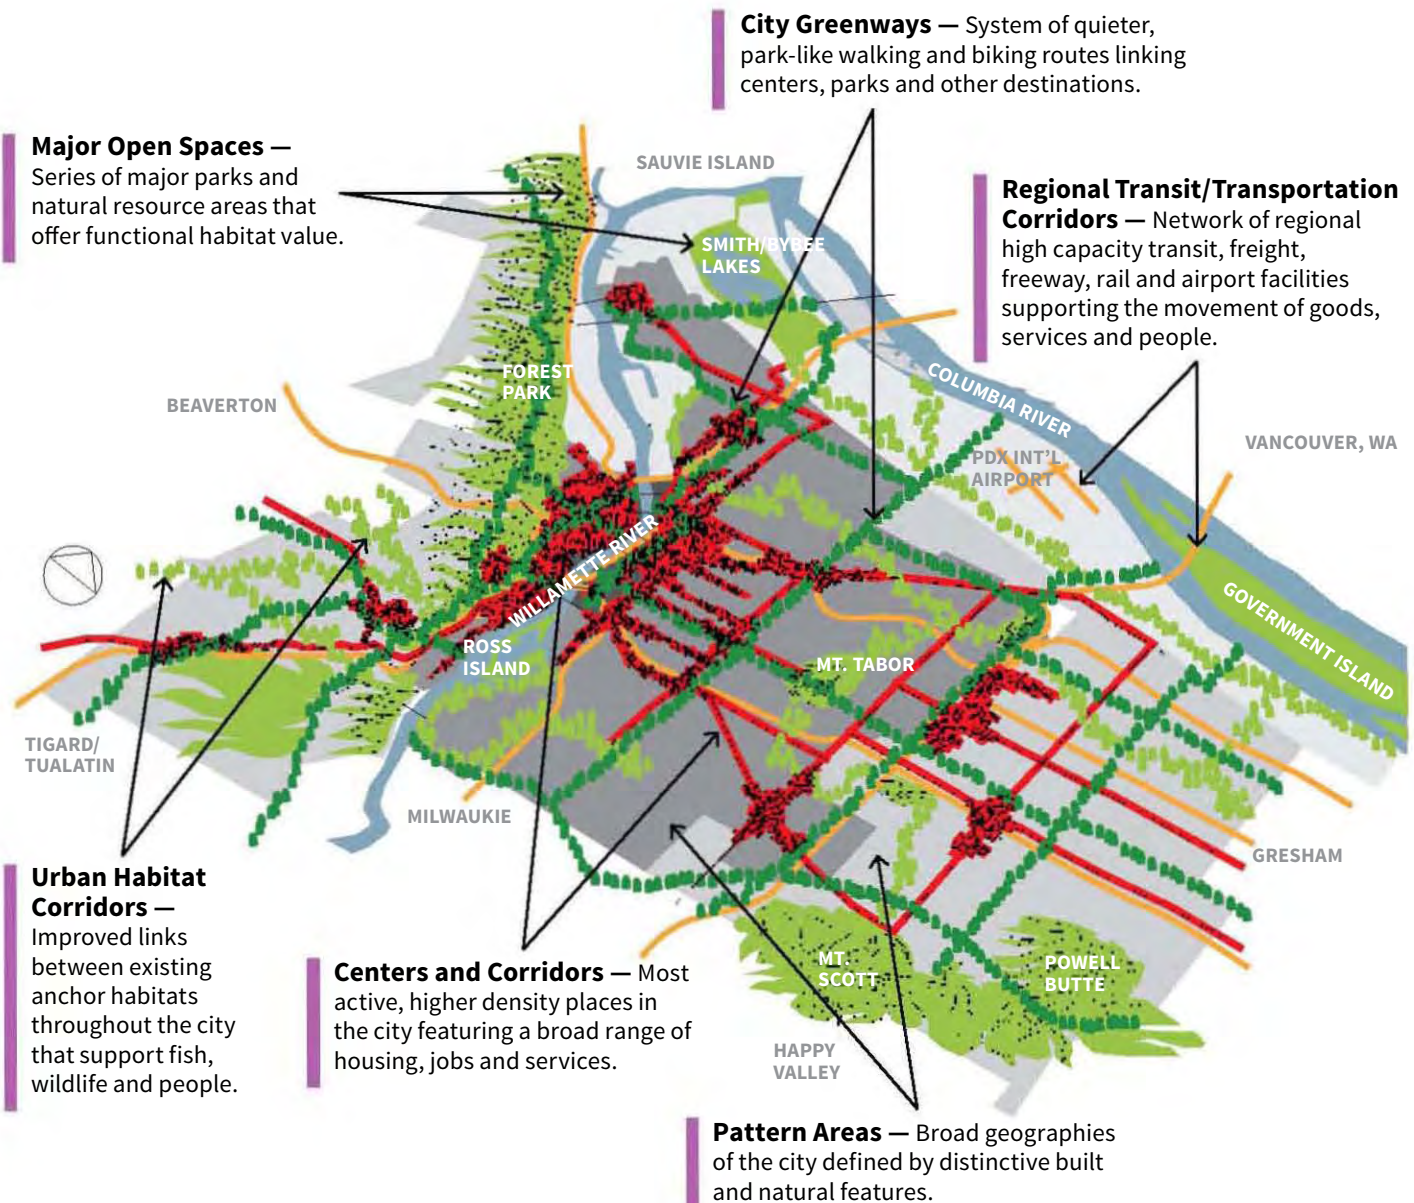 City Greenways — System of quieter,
park-like walking and biking routes linking
centers, parks and other destinations.
Major Open Spaces —
Series of major parks and
natural resource areas that
offer functional habitat value.
SAUVIE ISLAND
Regional Transit/Transportation
Corridors — Network of regional
high capacity transit, freight,
freeway, rail and airport facilities
supporting the movement of goods,
services and people.
SMITH/BYBEE
LAKES
FOREST
PARK
BEAVERTON
COLUMBIA RIVER
VANCOUVER, WA
PDX INT'L
AIRPORT
WILLAMETTE RIVER
GOVERNMENT ISLAND
ROSS
ISLAND
MT. TABOR
TIGARD/
TUALATIN
MILWAUKIE
GRESHAM
Urban Habitat
Corridors —
Improved links
between existing
anchor habitats
throughout the city
that support fish,
wildlife and people.
Centers and Corridors — Most
active, higher density places in
the city featuring a broad range of
housing, jobs and services.
MT.
SCOTT
POWELL
BUTTE
HAPPY
VALLEY
Pattern Areas — Broad geographies
of the city defined by distinctive built
and natural features.